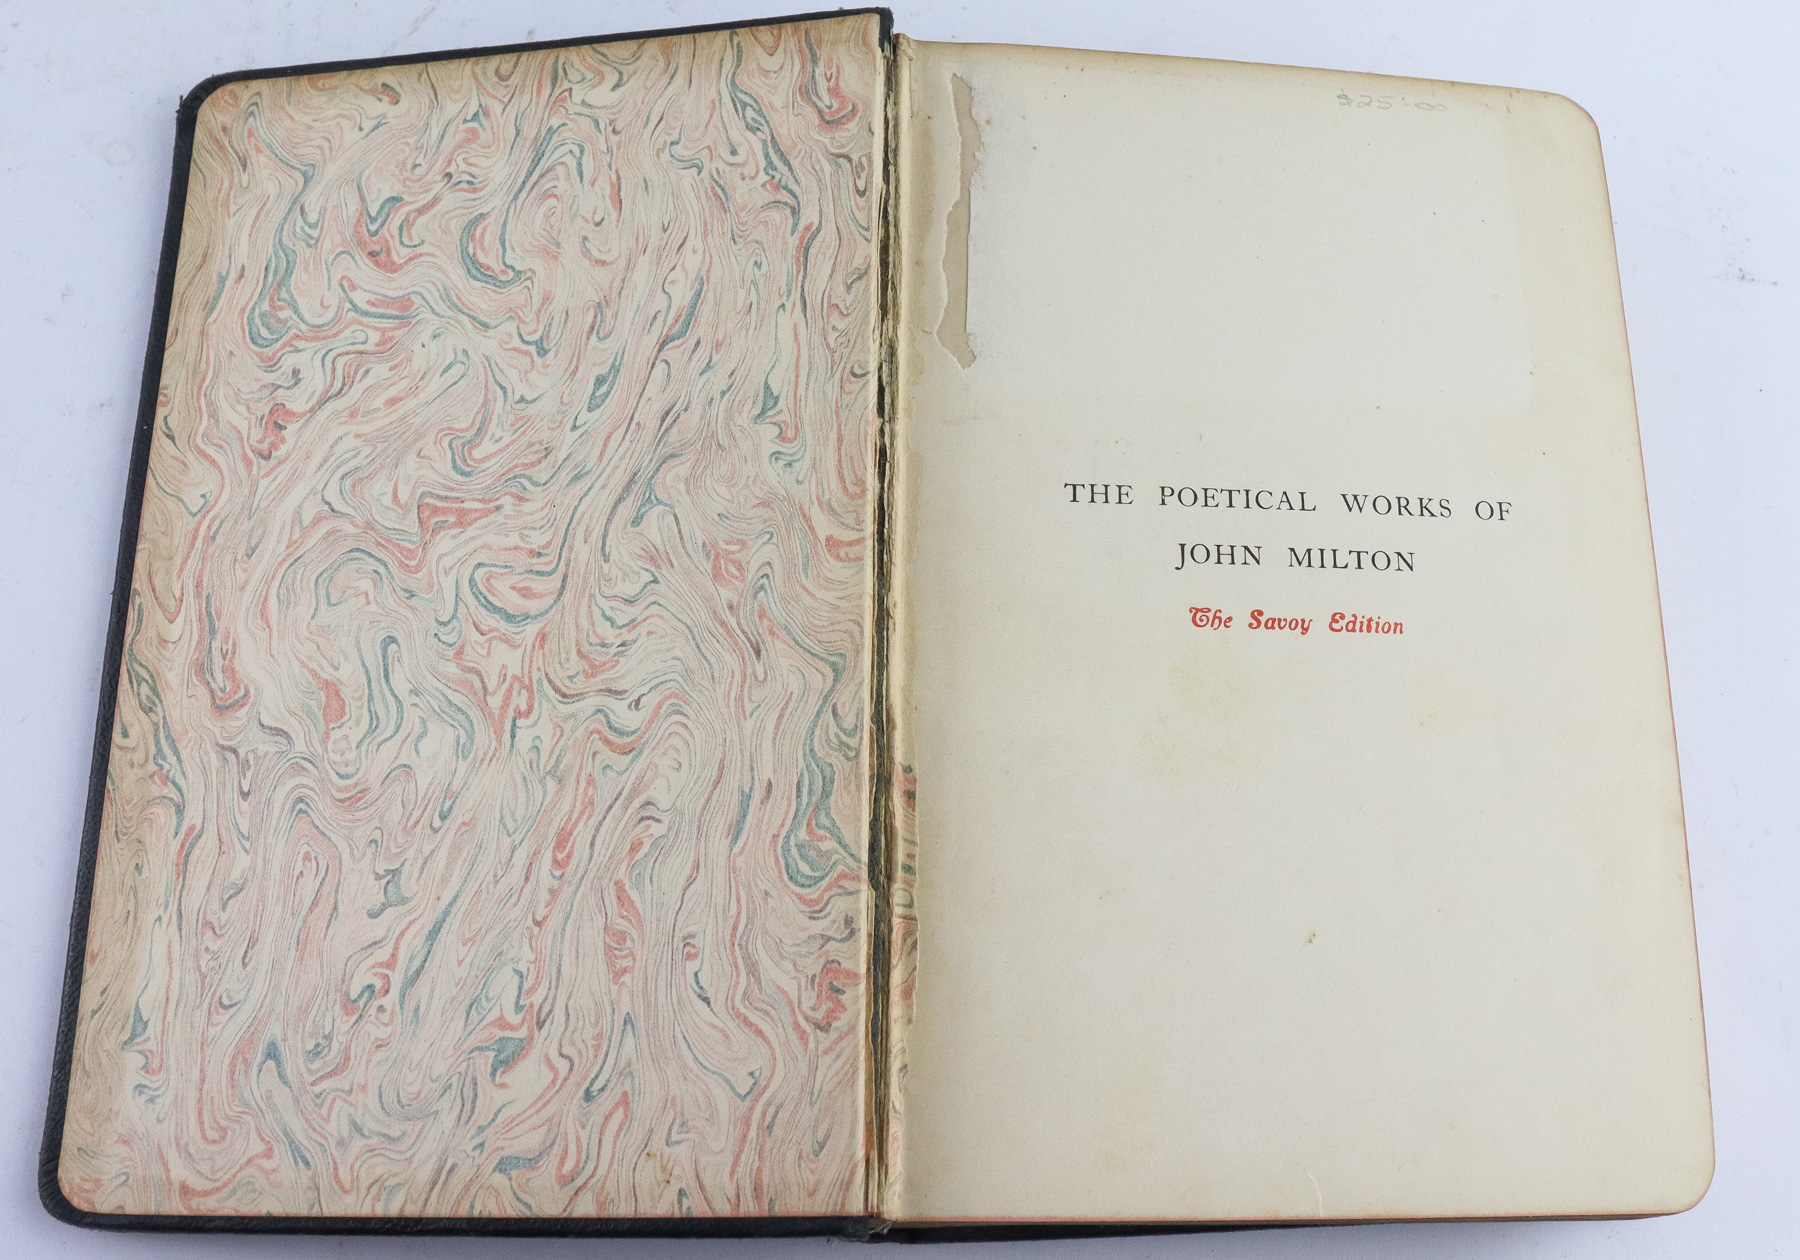 $25.00
THE POETICAL WORKS OF
JOHN MILTON
The Savoy Edition